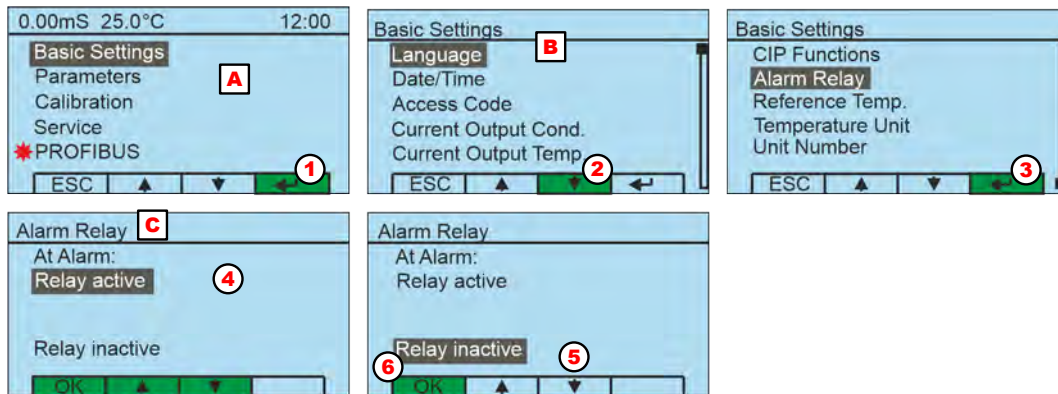 0.00mS 25.0°C 12:00
Basic Settings
Parameters
A
Calibration
Service
PROFIBUS
1
ESC
Basic Settings
Language
B
Date/Time
Access Code
Current Output Cond.
Current Output Temp.
2
ESC
Basic Settings
CIP Functions
Alarm Relay
Reference Temp.
Temperature Unit
Unit Number
ESC
3
Alarm Relay
C
At Alarm:
Relay active
4
Relay inactive
OK
Alarm Relay
At Alarm:
Relay active
Relay inactive
5
6
OK